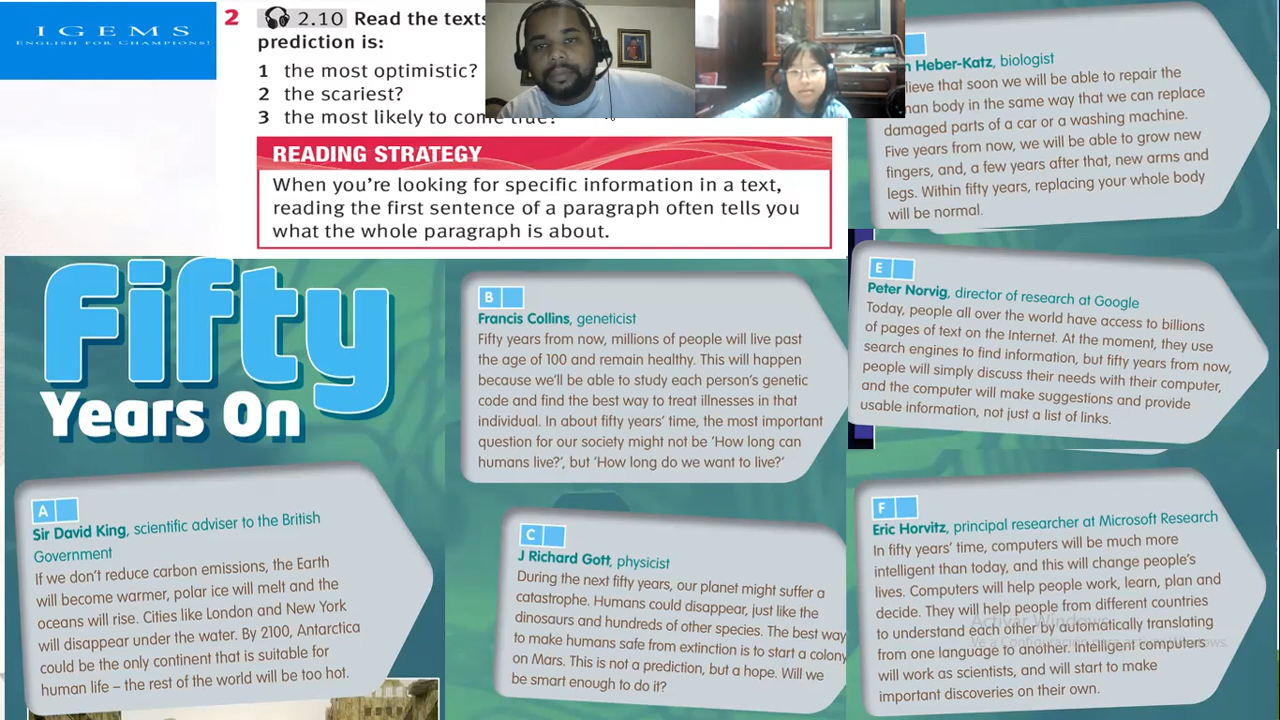 IGEMS
ENGLISH FOR CHAMPIONS!
2 2.10 Read the texts
prediction is:
1 the most optimistic?
2 the scariest?
3 the most likely to come true?
READING STRATEGY
When you're looking for specific information in a text,
reading the first sentence of a paragraph often tells you
what the whole paragraph is about.
Fifty
Years On
A
Sir David King, scientific adviser to the British
Government
If we don't reduce carbon emissions, the Earth
will become warmer, polar ice will melt and the
oceans will rise. Cities like London and New York
will disappear under the water. By 2100, Antarctica
could be the only continent that is suitable for
human life – the rest of the world will be too hot.
B
Francis Collins, geneticist
Fifty years from now, millions of people will live past
the age of 100 and remain healthy. This will happen
because we'll be able to study each person's genetic
code and find the best way to treat illnesses in that
individual. In about fifty years' time, the most important
question for our society might not be 'How long can
humans live?', but 'How long do we want to live?'
C
J Richard Gott, physicist
During the next fifty years, our planet might suffer a
catastrophe. Humans could disappear, just like the
dinosaurs and hundreds of other species. The best way
to make humans safe from extinction is to start a colony
on Mars. This is not a prediction, but a hope. Will we
be smart enough to do it?
Heber-Katz, biologist
that soon we will be able to repair the
body in the same way that we can replace
damaged parts of a car or a washing machine.
Five years from now, we will be able to grow new
fingers, and, a few years after that, new arms and
legs. Within fifty years, replacing your whole body
will be normal.
E
Peter Norvig, director of research at Google
Today, people all over the world have access to billions
of pages of text on the Internet. At the moment, they use
search engines to find information, but fifty years from now,
people will simply discuss their needs with their computer,
and the computer will make suggestions and provide
usable information, not just a list of links.
F
Eric Horvitz, principal researcher at Microsoft Research
In fifty years' time, computers will be much more
intelligent than today, and this will change people's
lives. Computers will help people work, learn, plan and
decide. They will help people from different countries
to understand each other by automatically translating
from one language to another. Intelligent computers
will work as scientists, and will start to make
important discoveries on their own.
Activar Windows
Ve a Configuración para activar Windows.